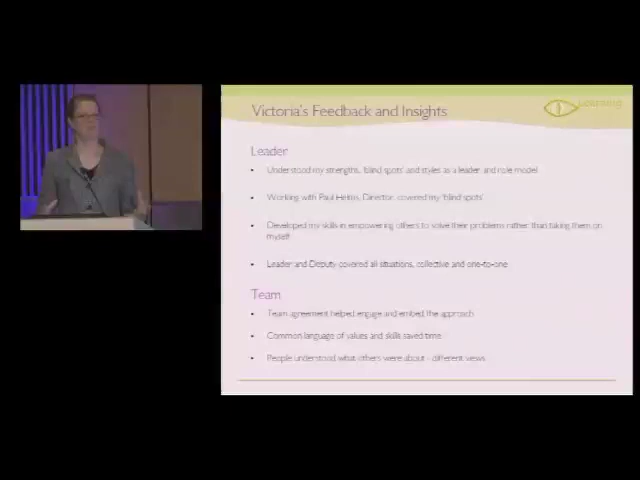 Victoria's Feedback and Insights
Leader
Understood my strengths, 'blind spots' and styles as a leader and role model
Working with Paul Director, covered my 'blind spots'
Developed my skills in empowering others to solve their problems rather than taking them on
myself
Leader and Deputy covered all situations, collective and one-to-one
Team
Team agreement helped engage and embed the approach
Common language of values and skills saved time
People understood what others were about - different views